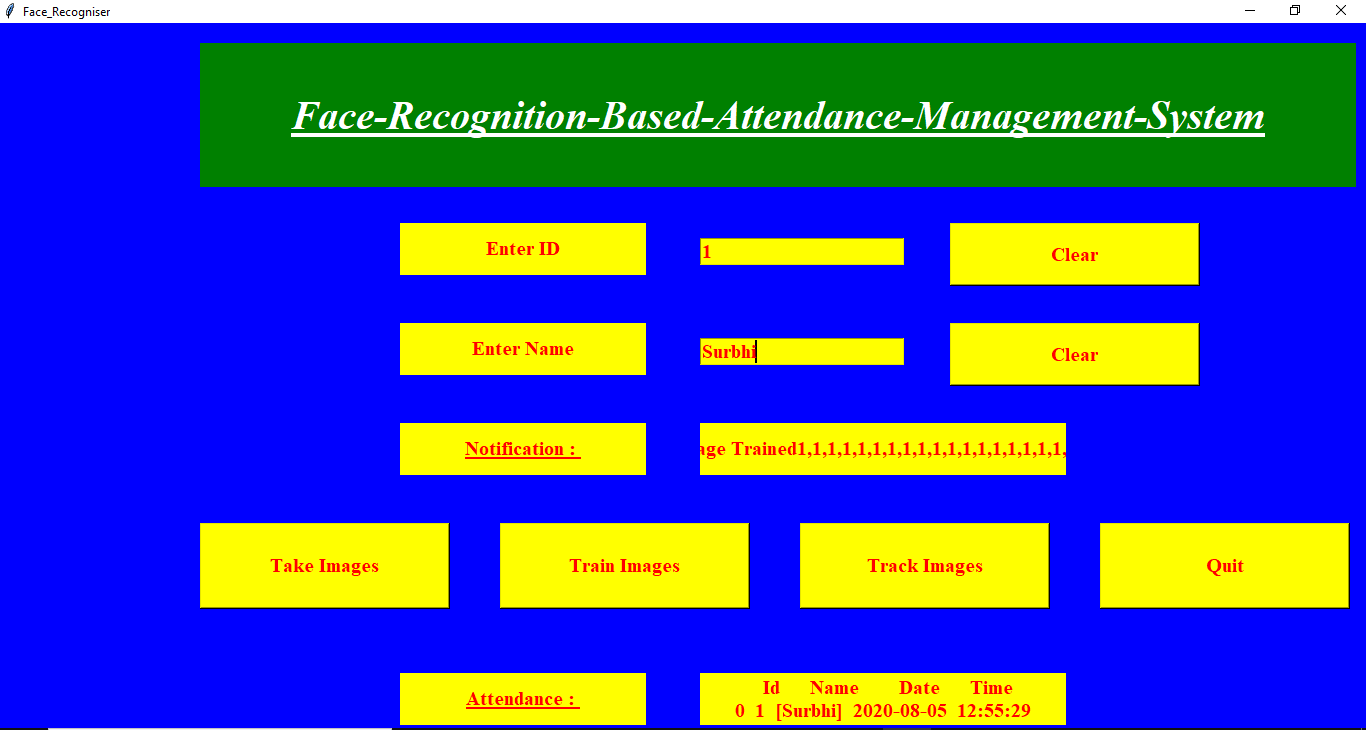 Face_Recogniser
Face-Recognition-Based-Attendance-Management-System
Enter ID
1
Clear
Enter Name
Surbhi
Clear
Notification :
age Trained1,1,1,1,1,1,1,1,1,1,1,1,1,1,1,1,1,1,
Take Images
Train Images
Track Images
Quit
Attendance :
Id Name Date Time
0 1 [Surbhi] 2020-08-05 12:55:29